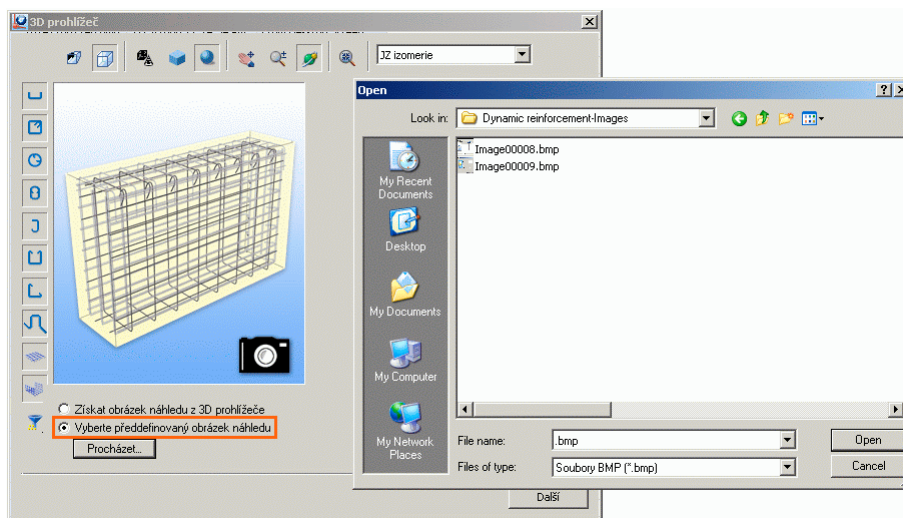 3D prohlížeč
JZ izomerie
Open
Look in:
Dynamic reinforcement-Images
Image00008.bmp
Image00009.bmp
My Recent
Documents
Desktop
My Documents
My Computer
My Network
Places
File name:
.bmp
Open
Files of type:
Soubory BMP (*.bmp)
Cancel
Získat obrázek náhledu z 3D prohlížeče
Vyberte předdefinovaný obrázek náhledu
Procházet...
Další